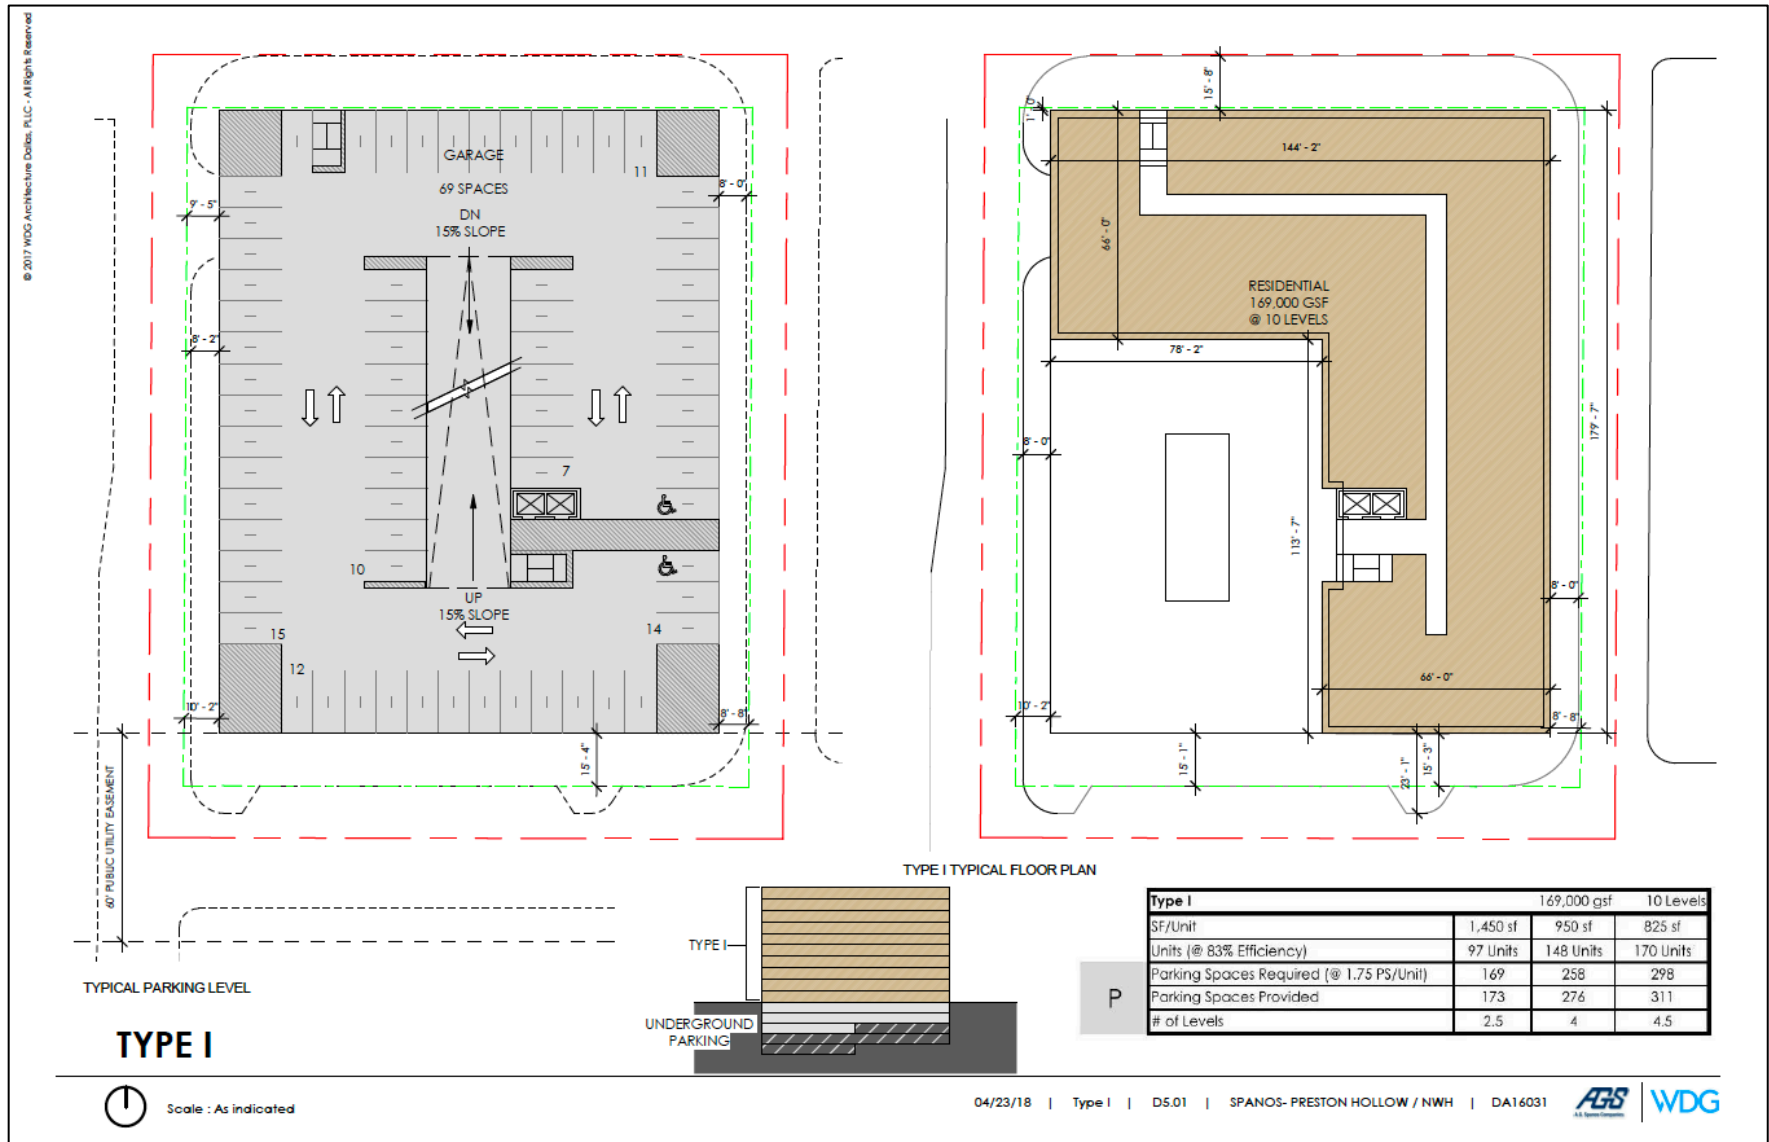 © 2017 WDG Architecture Dallas, PLLC - All Rights Reserved
GARAGE
11
69 SPACES
DN
15% SLOPE
9' - 5"
8' - 0"
8' - 2"
7
10
UP
15% SLOPE
15
14
12
10' - 2"
8' - 8"
15' - 4"
60' PUBLIC UTILITY EASEMENT
TYPICAL PARKING LEVEL
15' - 8"
1' - 0"
144' - 2"
66' - 0"
RESIDENTIAL
169,000 GSF
@ 10 LEVELS
78' - 2"
179' - 7"
8' - 0"
113' - 7"
8' - 0"
66' - 0"
10' - 2"
8' - 8"
15' - 1"
23' - 1"
15' - 3"
TYPE I TYPICAL FLOOR PLAN
TYPE I
UNDERGROUND
PARKING
Type I 169,000 gsf 10 Levels
SF/Unit 1,450 sf 950 sf 825 sf
Units (@ 83% Efficiency) 97 Units 148 Units 170 Units
Parking Spaces Required (@ 1.75 PS/Unit) 169 258 298
P
Parking Spaces Provided 173 276 311
# of Levels 2.5 4 4.5
TYPE I
Scale : As indicated
04/23/18 | Type I | D5.01 | SPANOS- PRESTON HOLLOW / NWH | DA16031
AGS
A.G. Spanos Companies
WDG